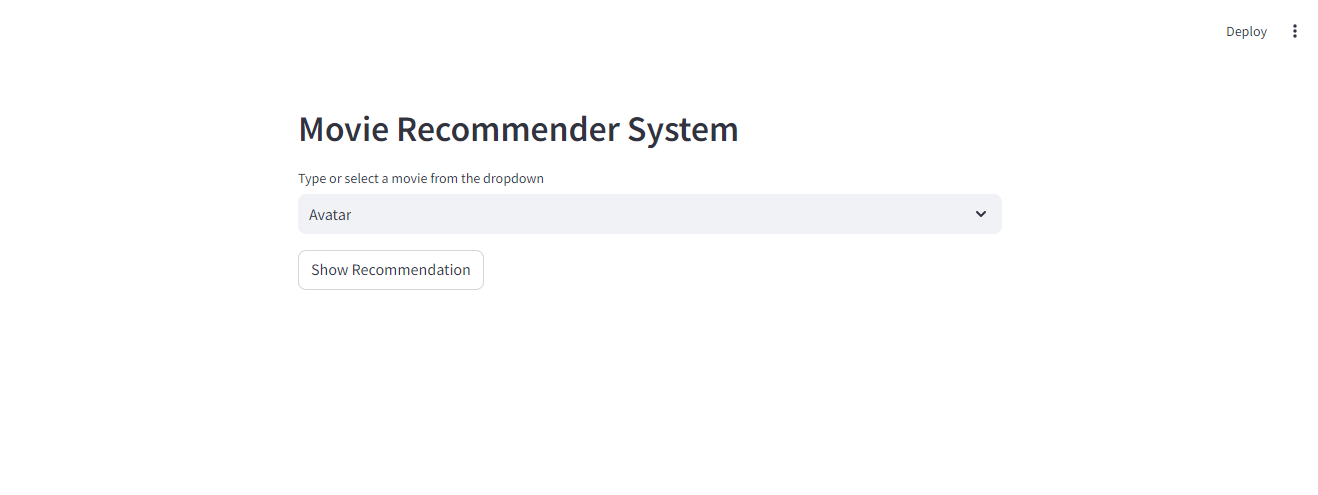 Deploy
Movie Recommender System
Type or select a movie from the dropdown
Avatar
Show Recommendation